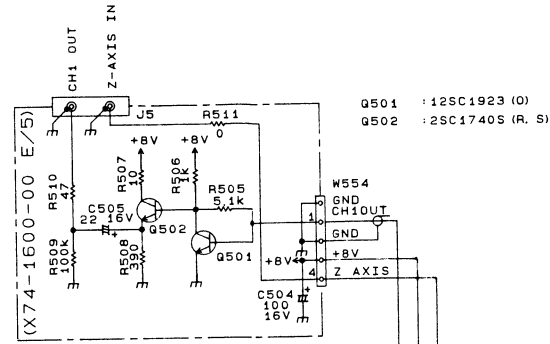 CH1 OUT
Z-AXIS IN
J5
R511
0
Q501 :12SC1923 (O)
Q502 :2SC1740S (R, S)
(X74-1600-00 E/5)
+8V
+8V
R507
10
R506
1k
R510
47
R505
5.1k
W554
GND
CH1OUT
1
C505
22 16V
Q502
GND
R509
100k
R508
390
Q501
+8V
+8V
4
Z AXIS
C504
100
16V